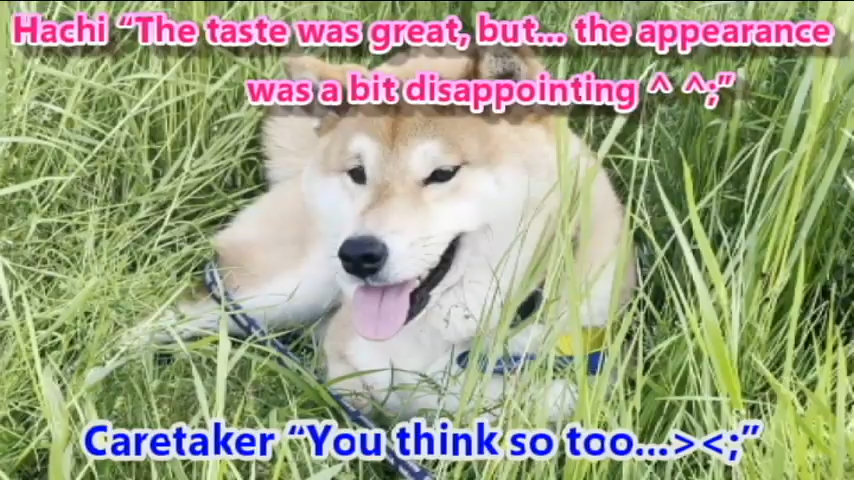 Hachi “The taste was great, but... the appearance
was a bit disappointing ^ ^;”
Caretaker “You think so too...><;”